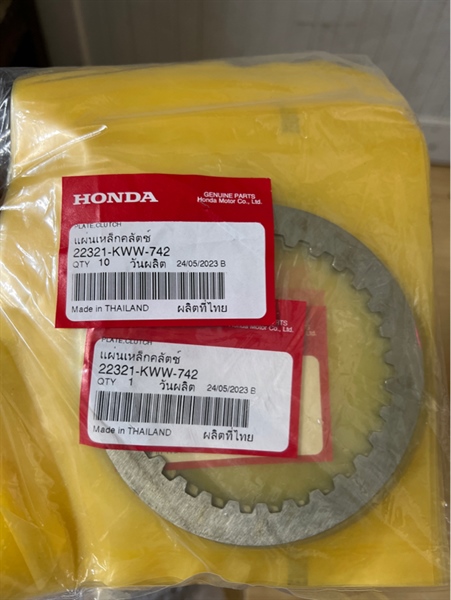 HONDA
GENUINE PARTS
Honda Motor Co., Ltd.
PLATE, CLUTCH
แผ่นเหล็กคลัตช์
22321-KWW-742
QTY 10 วันผลิต 24/05/2023 B
Made in THAILAND ผลิตที่ไทย
PARTS
Co., Ltd.
PLATE, CLUTCH
แผ่นเหล็กคลัตช์
22321-KWW-742
QTY 1 วันผลิต 24/05/2023 B
Made in THAILAND ผลิตที่ไทย